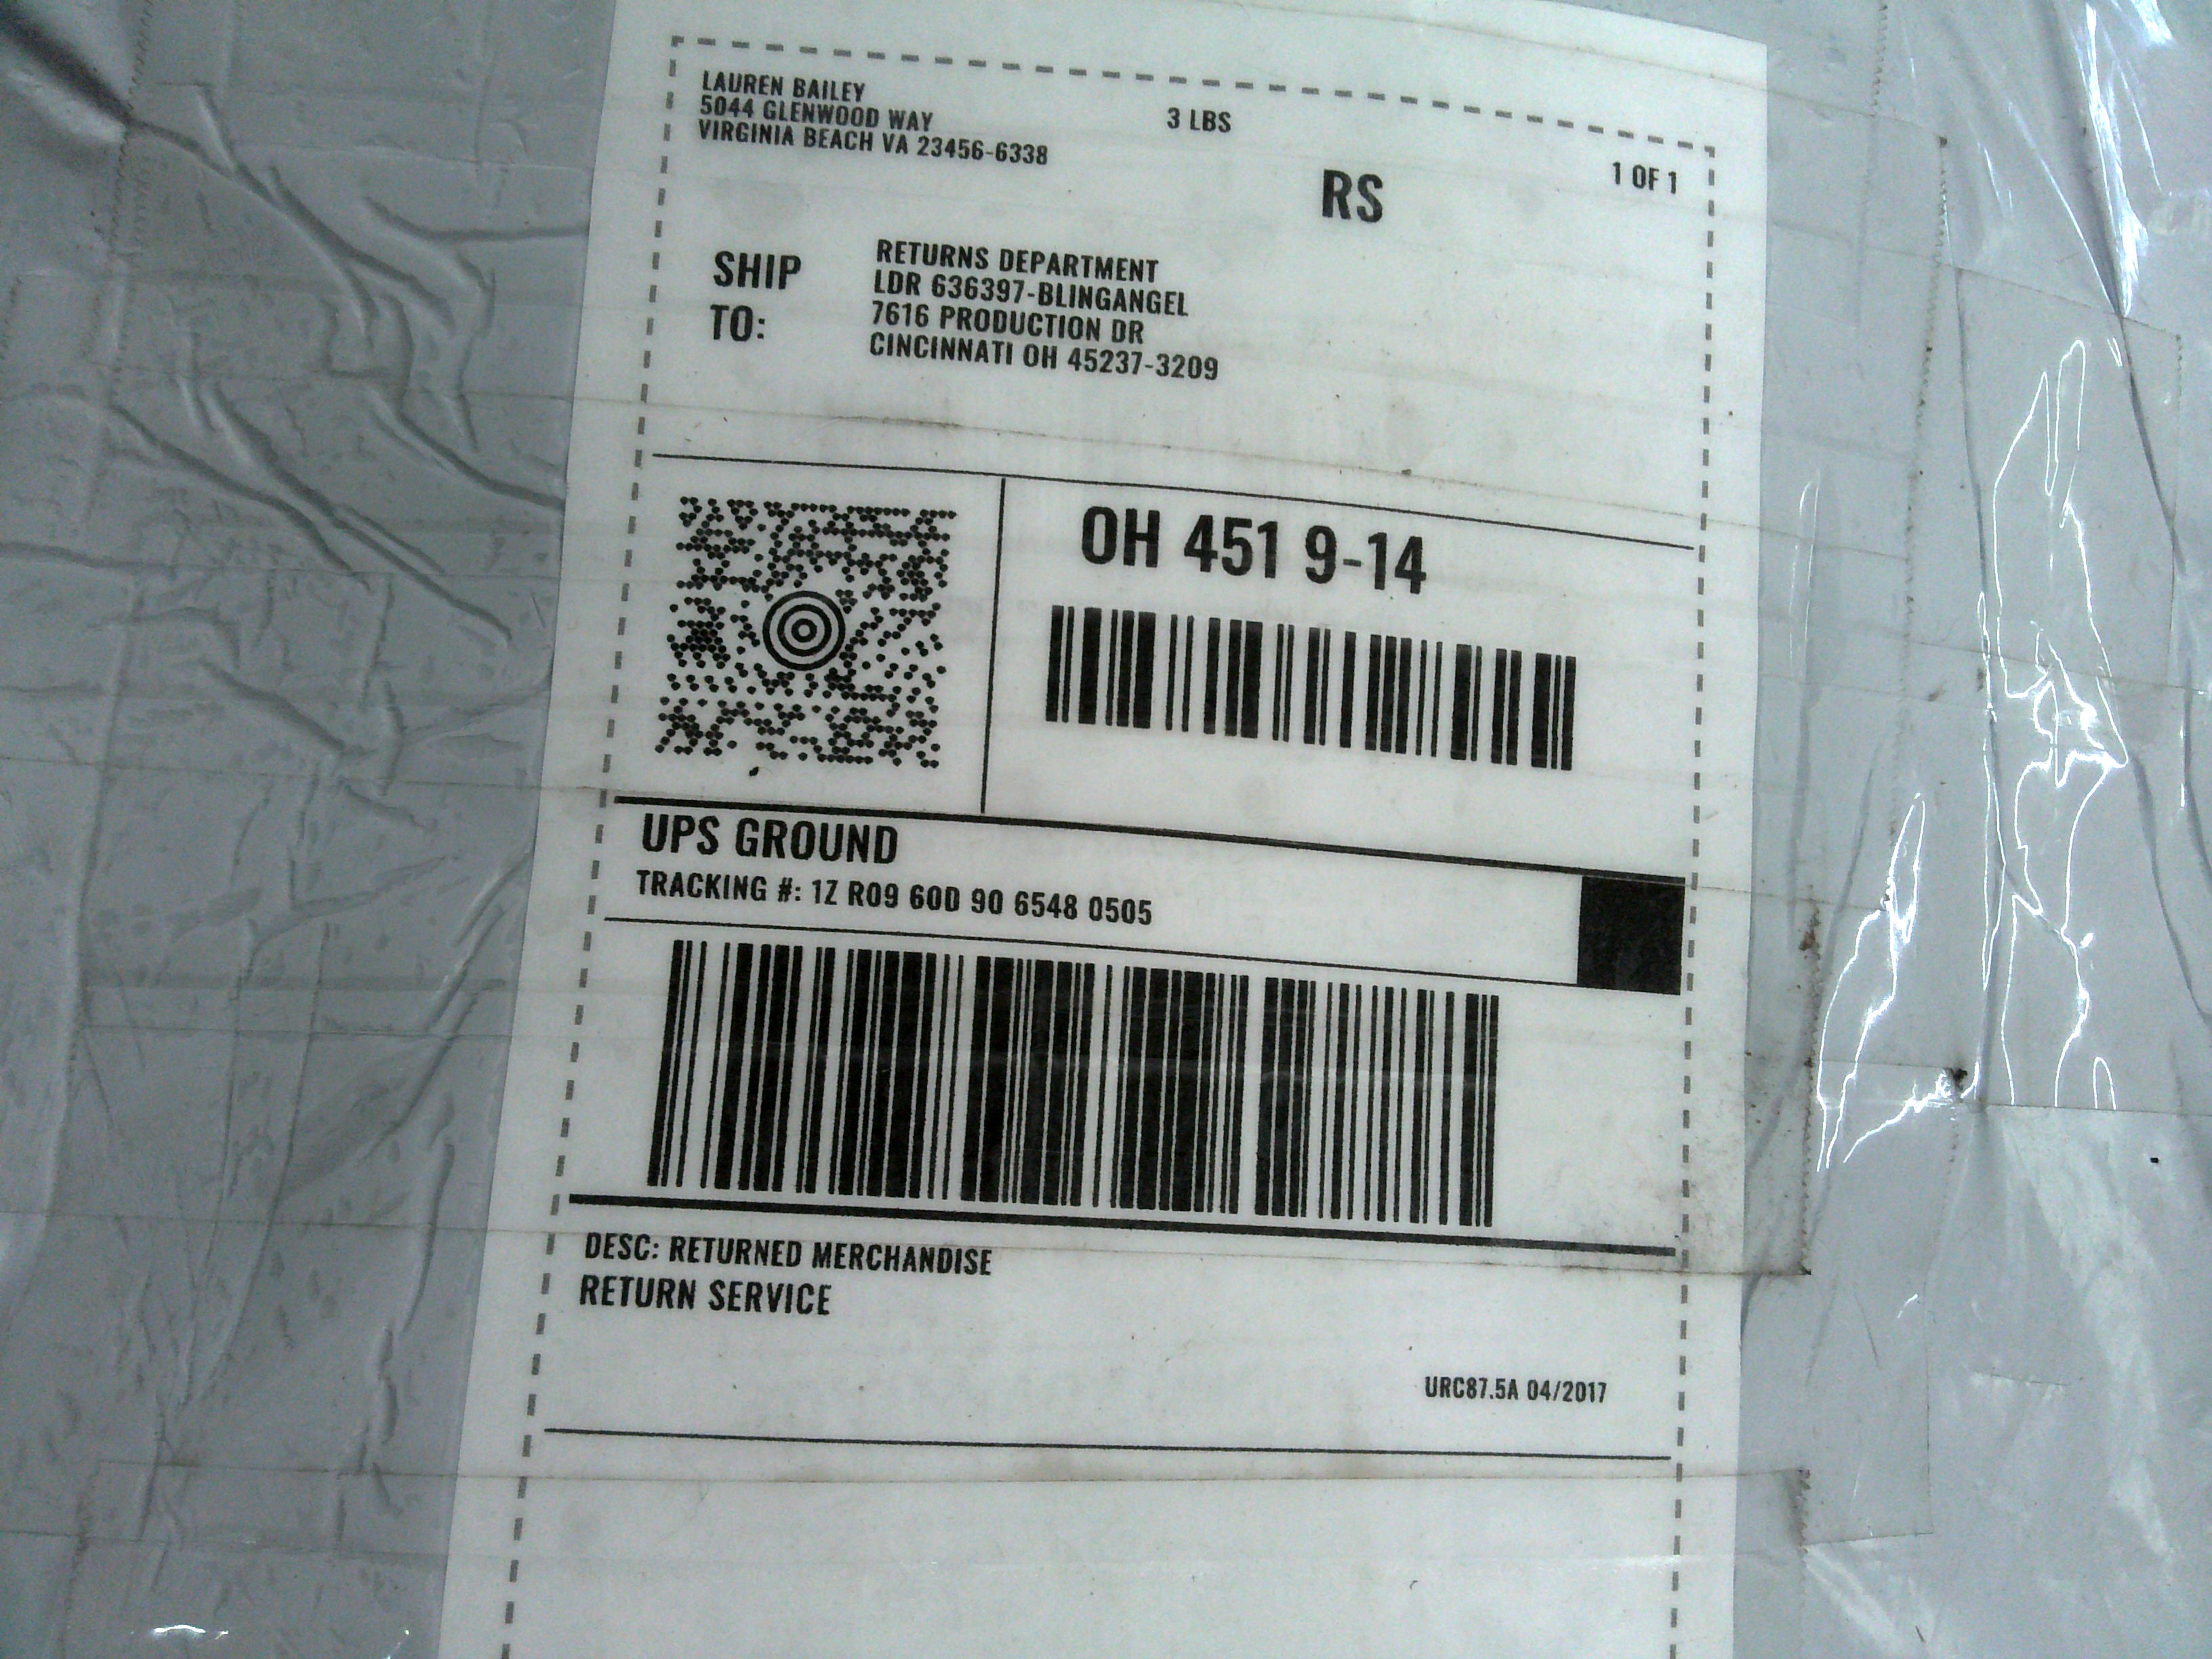 LAUREN BAILEY
5044 GLENWOOD WAY
VIRGINIA BEACH VA 23456-6338
3 LBS
1 OF 1
RS
SHIP TO:
RETURNS DEPARTMENT
LDR 636397-BLINGANGEL
7616 PRODUCTION DR
CINCINNATI OH 45237-3209
OH 451 9-14
UPS GROUND
TRACKING #: 1Z R09 60D 90 6548 0505
DESC: RETURNED MERCHANDISE
RETURN SERVICE
URC87.5A 04/2017